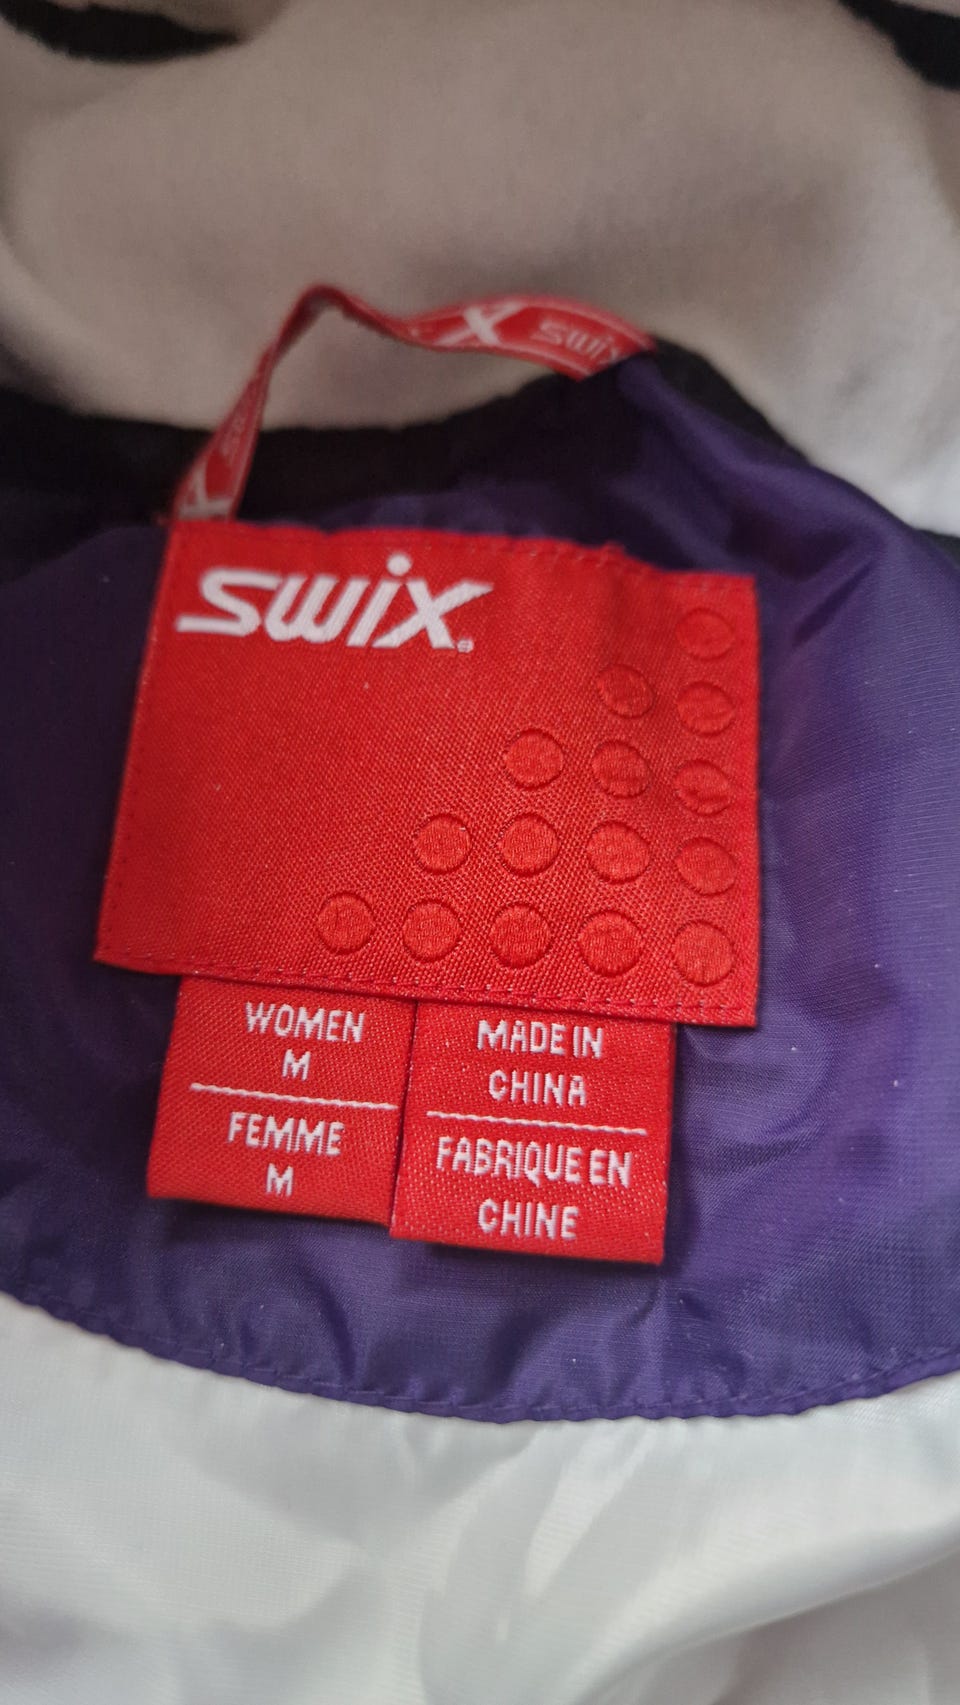 X swix
swix
WOMEN
M
FEMME
M
MADE IN
CHINA
FABRIQUE EN
CHINE